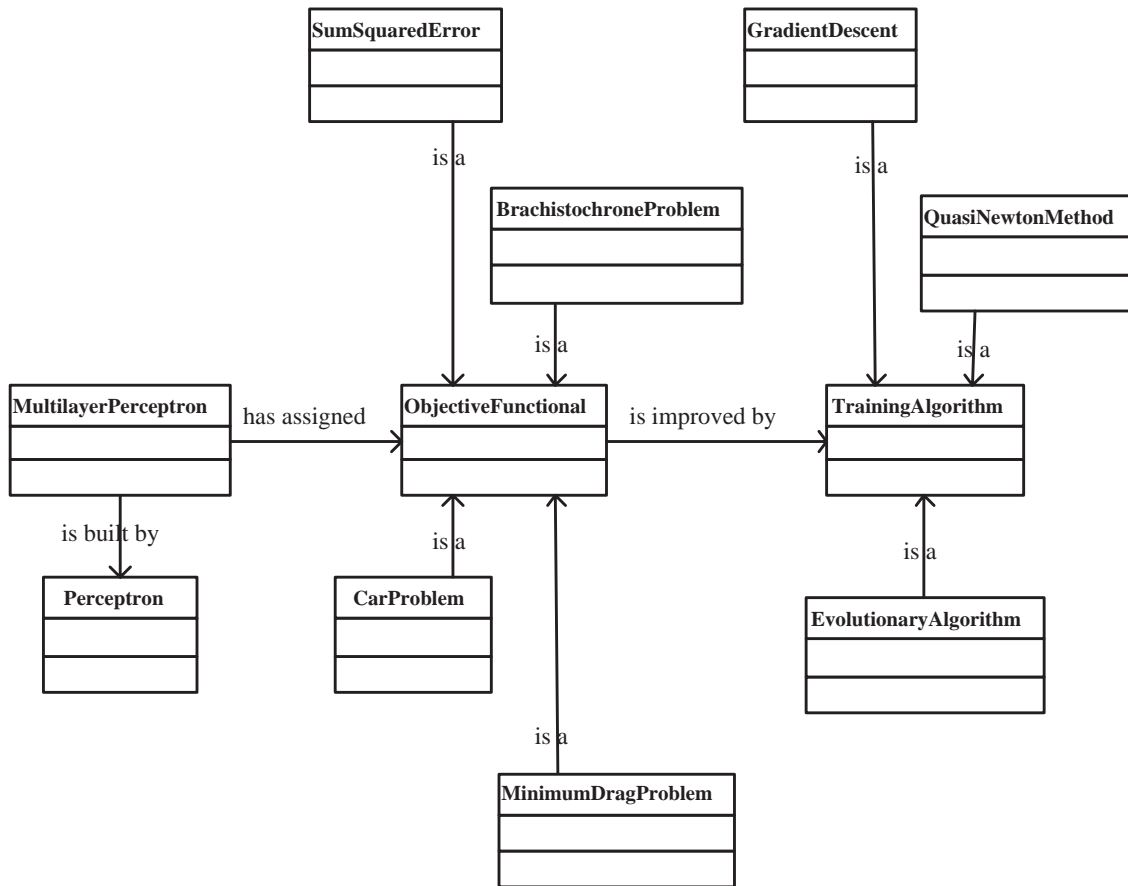 SumSquaredError
GradientDescent
is a
is a
BrachistochroneProblem
QuasiNewtonMethod
is a
is a
MultilayerPerceptron
has assigned
ObjectiveFunctional
is improved by
TrainingAlgorithm
is built by
is a
is a
Perceptron
CarProblem
EvolutionaryAlgorithm
is a
MinimumDragProblem